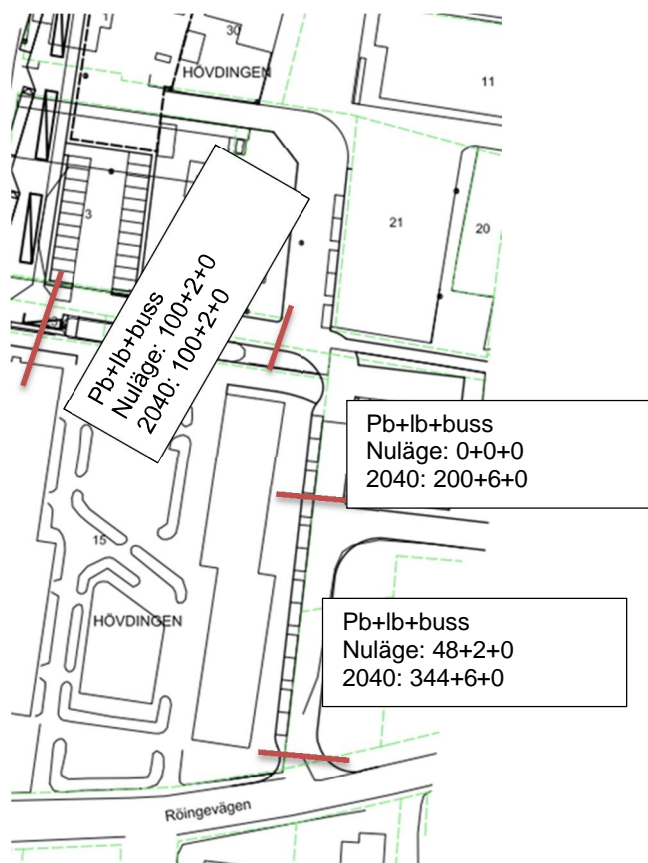 30
HÖVDINGEN
11
3
21
20
Pb+lb+buss
Nuläge: 100+2+0
2040: 100+2+0
Pb+lb+buss
Nuläge: 0+0+0
2040: 200+6+0
15
HÖVDINGEN
Pb+lb+buss
Nuläge: 48+2+0
2040: 344+6+0
Röingevägen